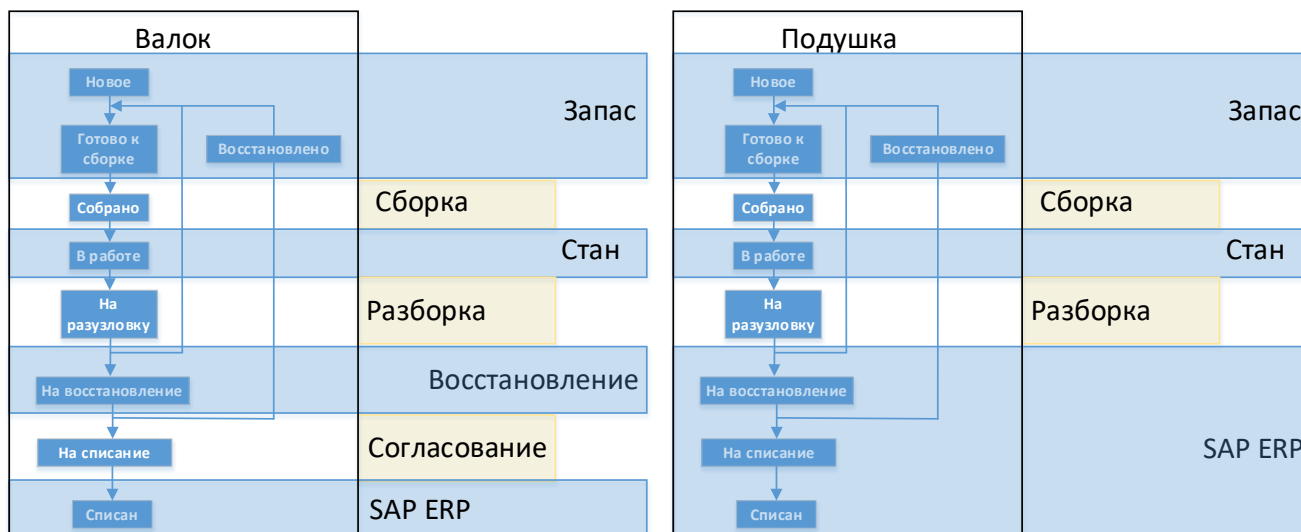 Валок
Новое
Запас
Готово к
сборке
Восстановлено
Собрано
Сборка
В работе
Стан
На
разузловку
Разборка
На восстановление
Восстановление
На списание
Согласование
Списан
SAP ERP
Подушка
Новое
Запас
Готово к
сборке
Восстановлено
Собрано
Сборка
В работе
Стан
На
разузловку
Разборка
На восстановление
На списание
SAP ERP
Списан